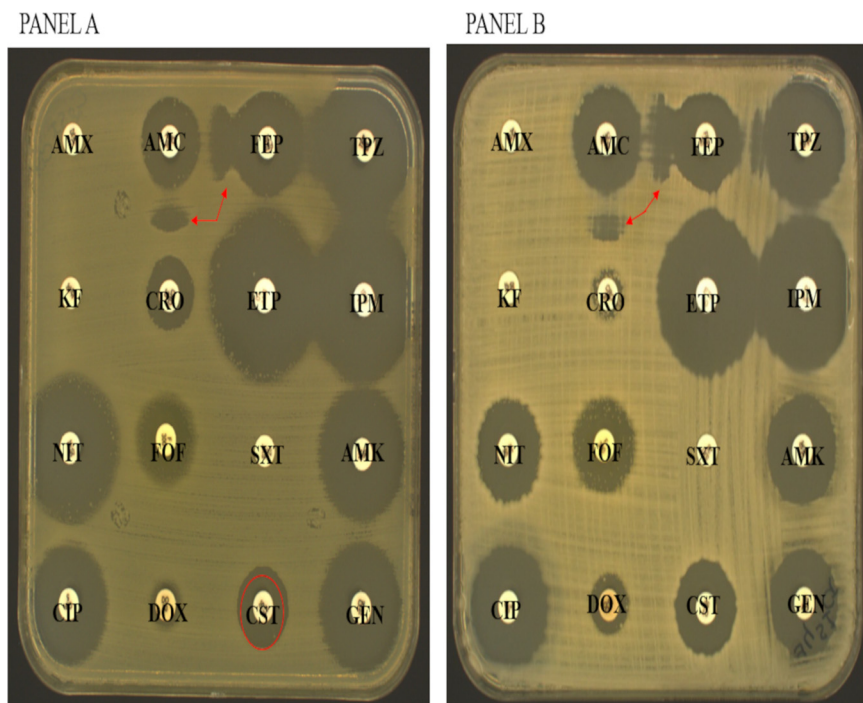 PANEL A
PANEL B
AMX AMC FEP TPZ
KF CRO ETP IPM
NIT FOF SXT AMK
CIP DOX CST GEN
AMX AMC FEP TPZ
KF CRO ETP IPM
NIT FOF SXT AMK
CIP DOX CST GEN